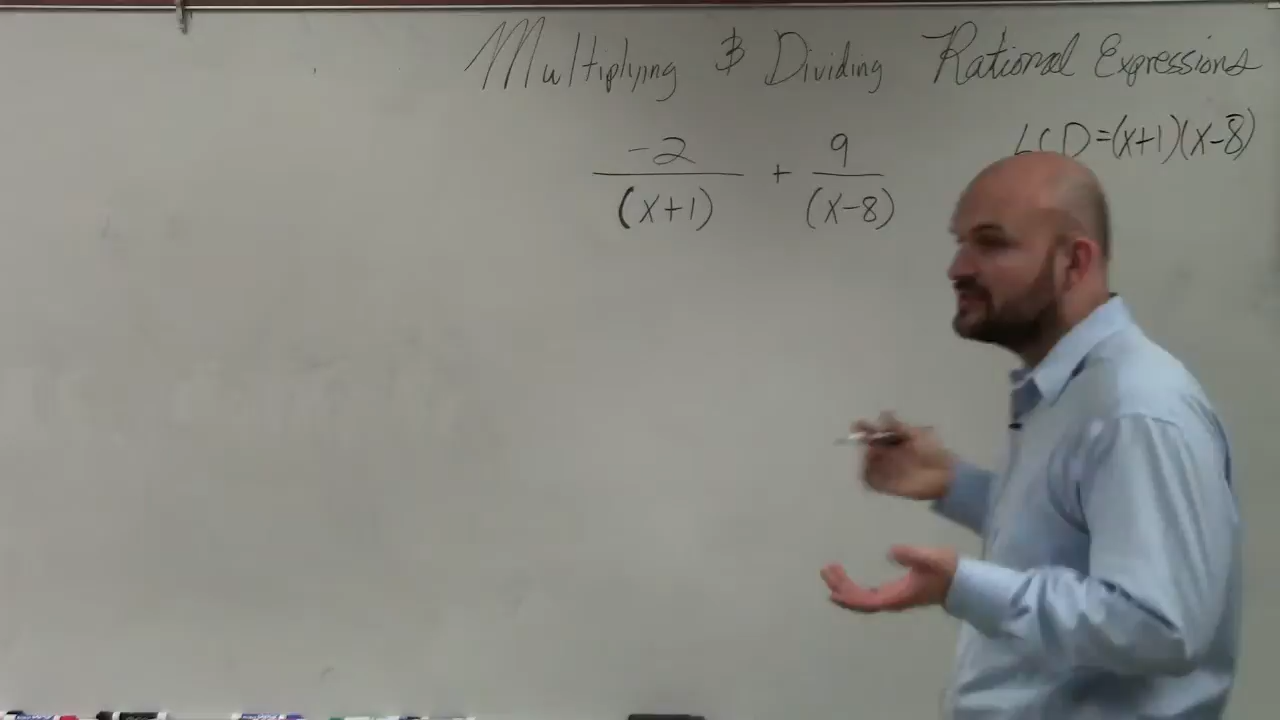 Multiplying & Dividing Rational Expressions
LCD=(x+1)(x-8)
-2 + 9
(x+1) (x-8)